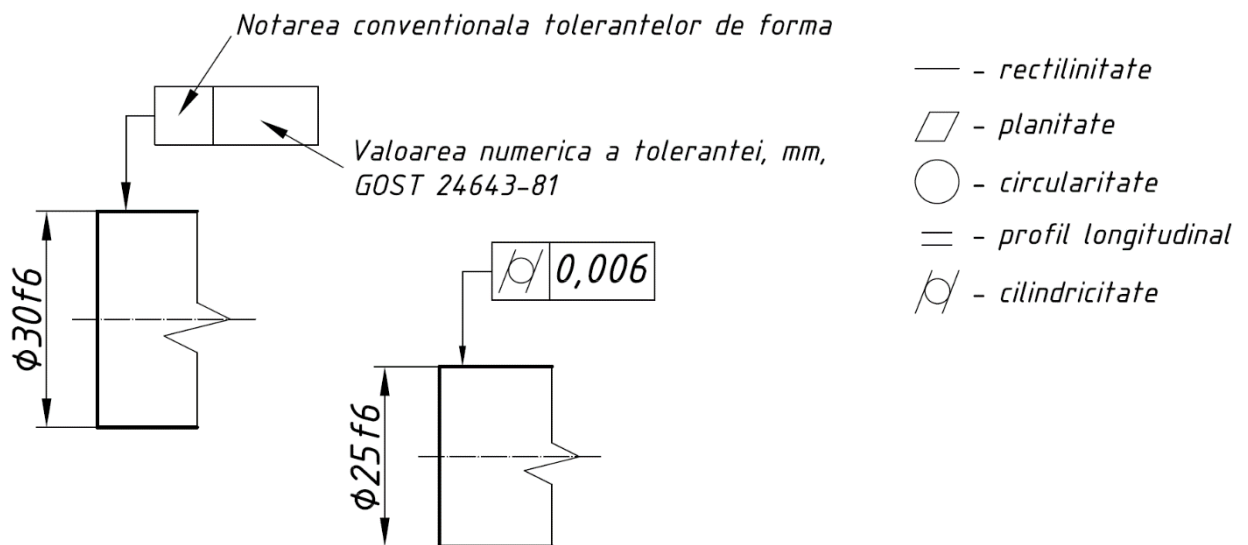 Notarea conventionala tolerantelor de forma
Valoarea numerica a tolerantei, mm,
GOST 24643-81
ϕ30f6
0,006
ϕ25f6
- rectilinitate
- planitate
- circularitate
- profil longitudinal
- cilindricitate